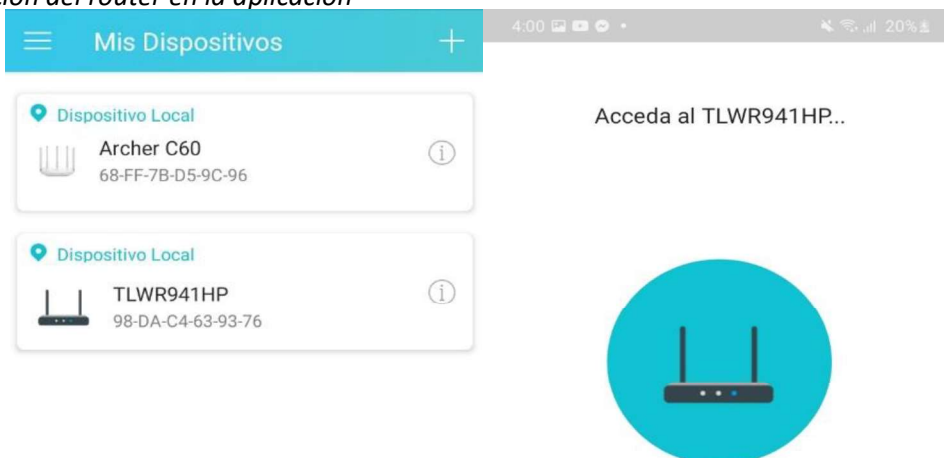 del router en la aplicación
Mis Dispositivos
Dispositivo Local
Archer C60
68-FF-7B-D5-9C-96
Dispositivo Local
TLWR941HP
98-DA-C4-63-93-76
4:00
20%
Acceda al TLWR941HP...